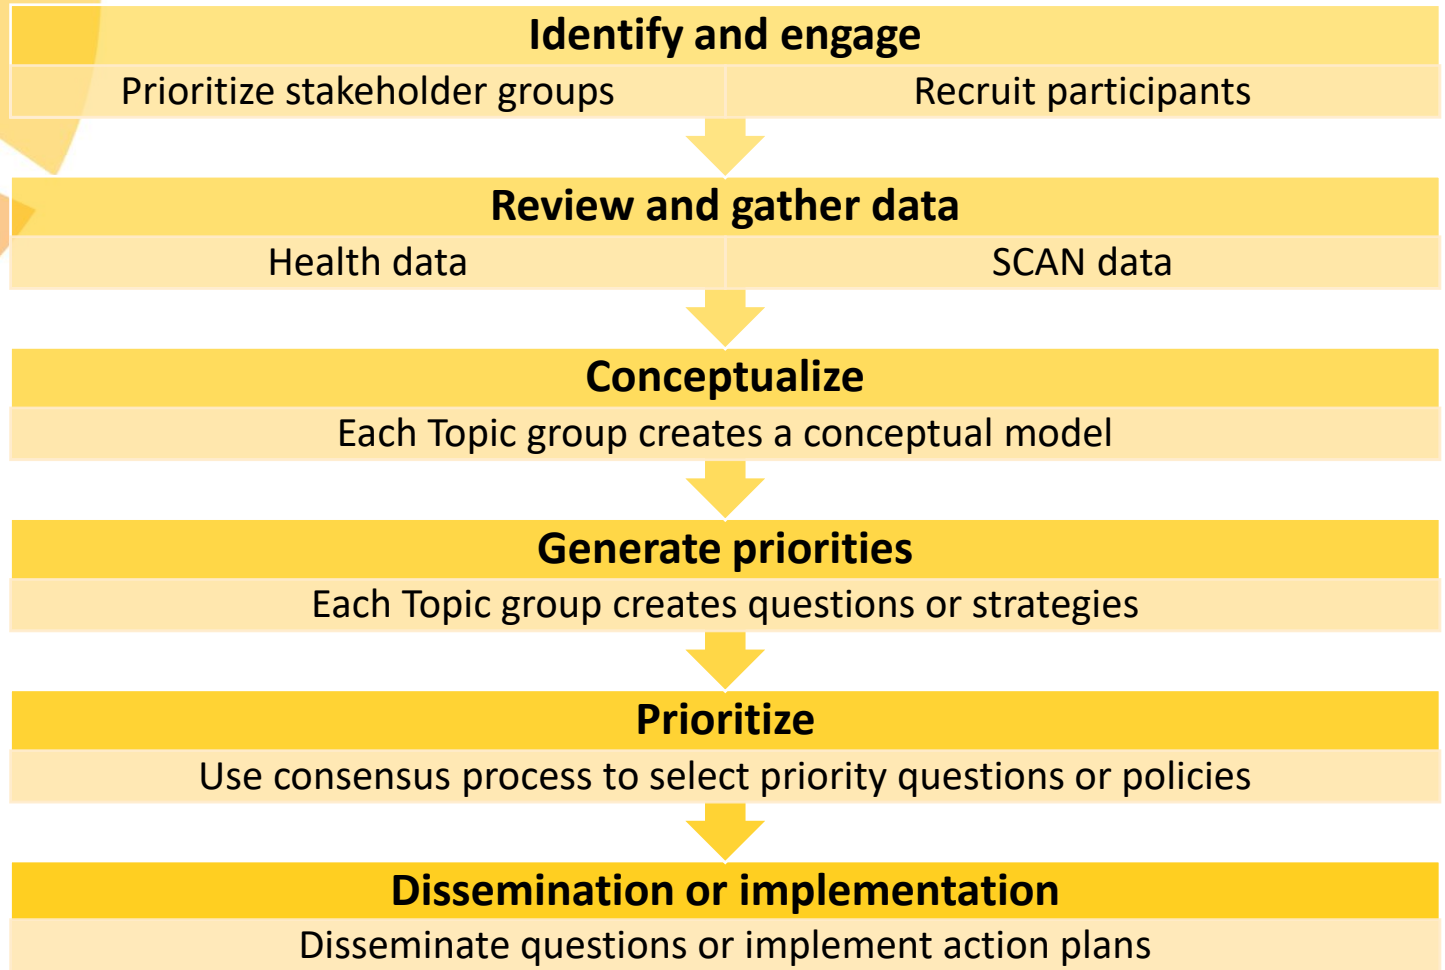 Identify and engage
Prioritize stakeholder groups
Recruit participants
Review and gather data
Health data
SCAN data
Conceptualize
Each Topic group creates a conceptual model
Generate priorities
Each Topic group creates questions or strategies
Prioritize
Use consensus process to select priority questions or policies
Dissemination or implementation
Disseminate questions or implement action plans